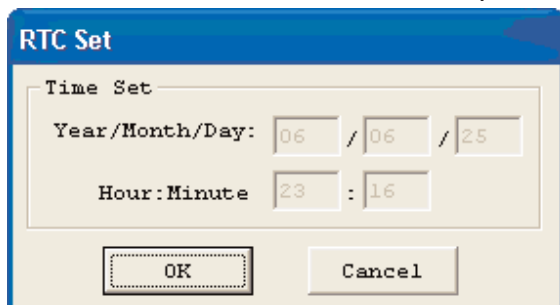 RTC Set
Time Set
Year/Month/Day: 06 / 06 / 25
Hour:Minute 23 : 16
OK Cancel